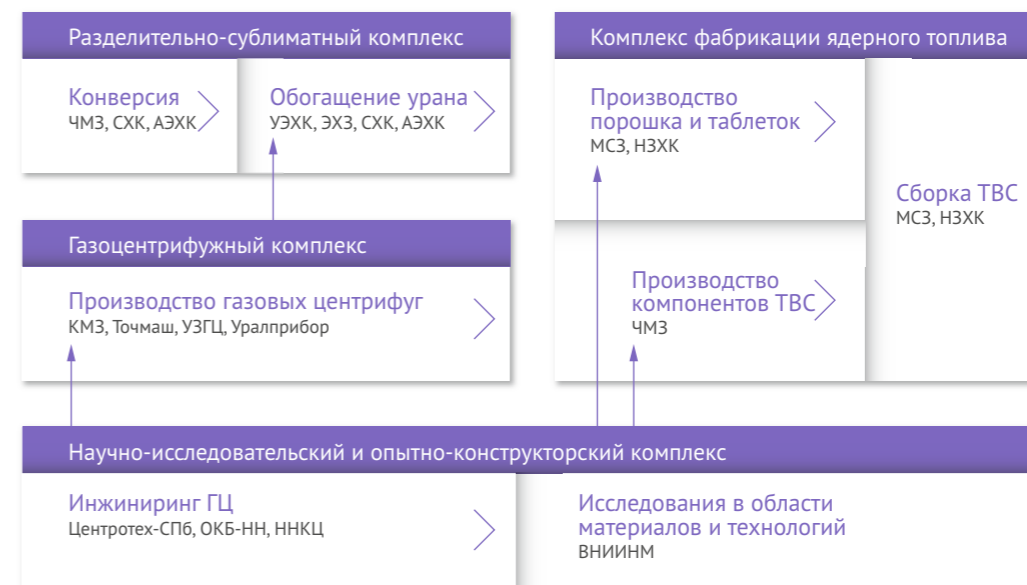 Разделительно-сублиматный комплекс
Конверсия
ЧМЗ, СХК, АЭХК
Обогащение урана
УЭХК, ЭХЗ, СХК, АЭХК
Газоцентрифужный комплекс
Производство газовых центрифуг
КМЗ, Точмаш, УЗГЦ, Уралприбор
Комплекс фабрикации ядерного топлива
Производство
порошка и таблеток
МСЗ, НЗХК
Производство
компонентов ТВС
ЧМЗ
Сборка ТВС
МСЗ, НЗХК
Научно-исследовательский и опытно-конструкторский комплекс
Инжиниринг ГЦ
Центротех-СПб, ОКБ-НН, ННКЦ
Исследования в области
материалов и технологий
ВНИИНМ